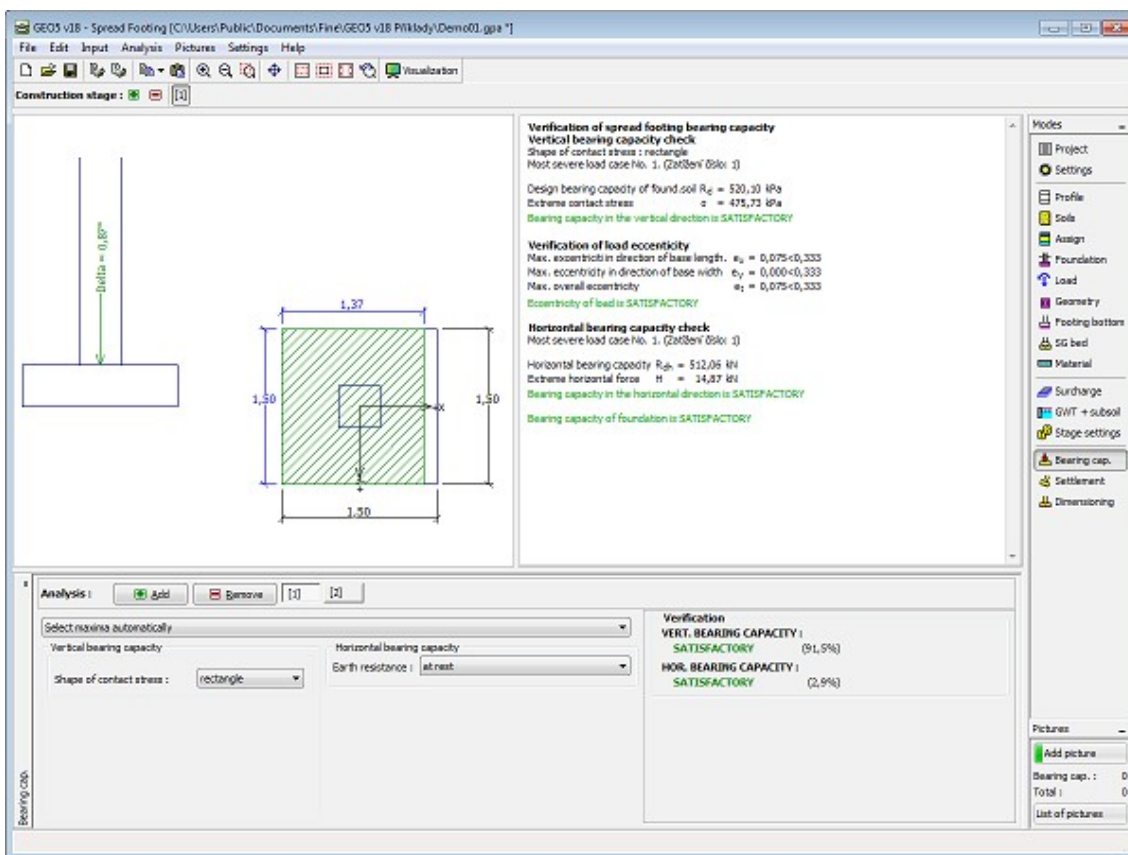 GEO5 v18 - Spread Footing [C:\Users\Public\Documents\Fine\GEO5 v18 Příklady\Demo01.gpa *]
File Edit Input Analysis Pictures Settings Help
Visualization
Construction stage : [1]
Delta = 0,87°
1,37
1,50
1,50
1,50
x
Verification of spread footing bearing capacity
Vertical bearing capacity check
Shape of contact stress : rectangle
Most severe load case No. 1. (Zatížení číslo: 1)
Design bearing capacity of found.soil Rd = 520,10 kPa
Extreme contact stress σ = 475,73 kPa
Bearing capacity in the vertical direction is SATISFACTORY
Verification of load eccenticity
Max. excentriciti in direction of base length. ex = 0,075<0,333
Max. eccentricity in direction of base width ey = 0,000<0,333
Max. overall eccentricity et = 0,075<0,333
Eccentricity of load is SATISFACTORY
Horizontal bearing capacity check
Most severe load case No. 1. (Zatížení číslo: 1)
Horizontal bearing capacity Rdh = 512,06 kN
Extreme horizontal force H = 14,87 kN
Bearing capacity in the horizontal direction is SATISFACTORY
Bearing capacity of foundation is SATISFACTORY
Modes
Project
Settings
Profile
Soils
Assign
Foundation
Load
Geometry
Footing bottom
SG bed
Material
Surcharge
GWT + subsoil
Stage settings
Bearing cap.
Settlement
Dimensioning
Analysis : Add Remove [1] [2]
Select maxima automatically
Vertical bearing capacity
Shape of contact stress : rectangle
Horizontal bearing capacity
Earth resistance : at rest
Verification
VERT. BEARING CAPACITY :
SATISFACTORY (91,5%)
HOR. BEARING CAPACITY :
SATISFACTORY (2,9%)
Bearing cap.
Pictures
Add picture
Bearing cap. : 0
Total : 0
List of pictures